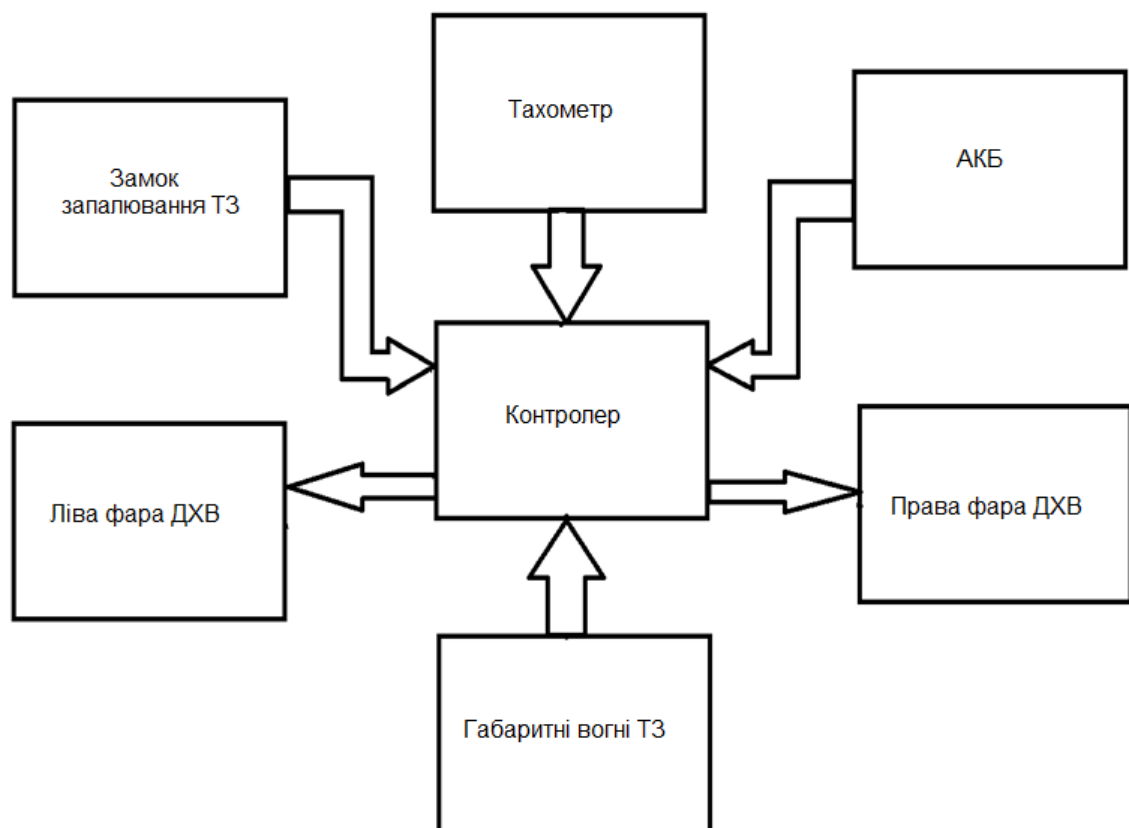 Тахометр
Замок
запалювання ТЗ
АКБ
Контролер
Ліва фара ДХВ
Права фара ДХВ
Габаритні вогні ТЗ